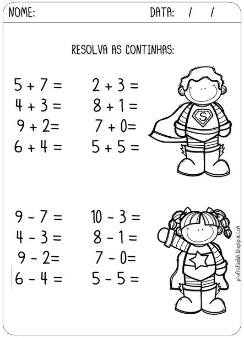 NOME: DATA: / /
RESOLVA AS CONTINHAS:
5 + 7 = 2 + 3 =
4 + 3 = 8 + 1 =
9 + 2= 7 + 0=
6 + 4 = 5 + 5 =
S
9 - 7 = 10 - 3 =
4 - 3 = 8 - 1 =
9 - 2= 7 - 0=
6 - 4 = 5 - 5 =